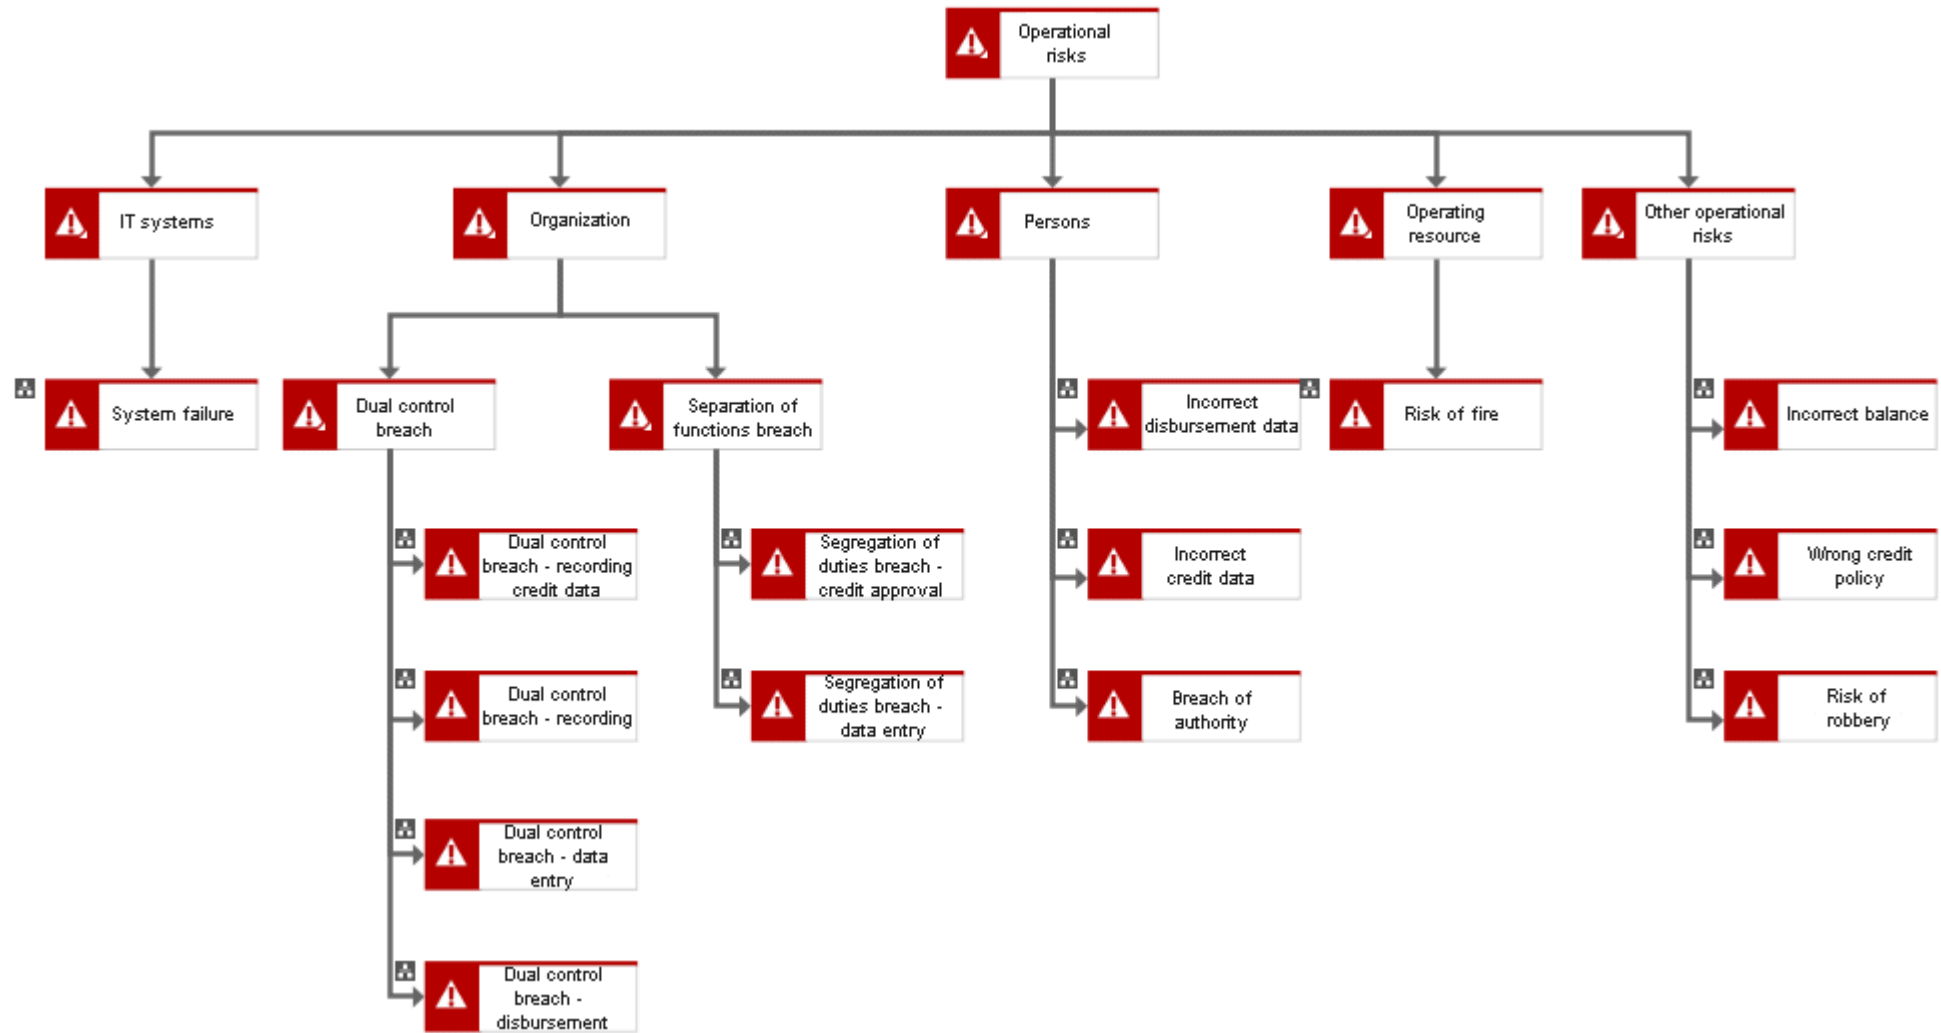 Operational
risks
IT systems
Organization
Persons
Operating
resource
Other operational
risks
System failure
Dual control
breach
Separation of
functions breach
Incorrect
disbursement data
Risk of fire
Incorrect balance
Dual control
breach - recording
credit data
Segregation of
duties breach -
credit approval
Incorrect
credit data
Wrong credit
policy
Dual control
breach - recording
Segregation of
duties breach -
data entry
Breach of
authority
Risk of
robbery
Dual control
breach - data
entry
Dual control
breach -
disbursement